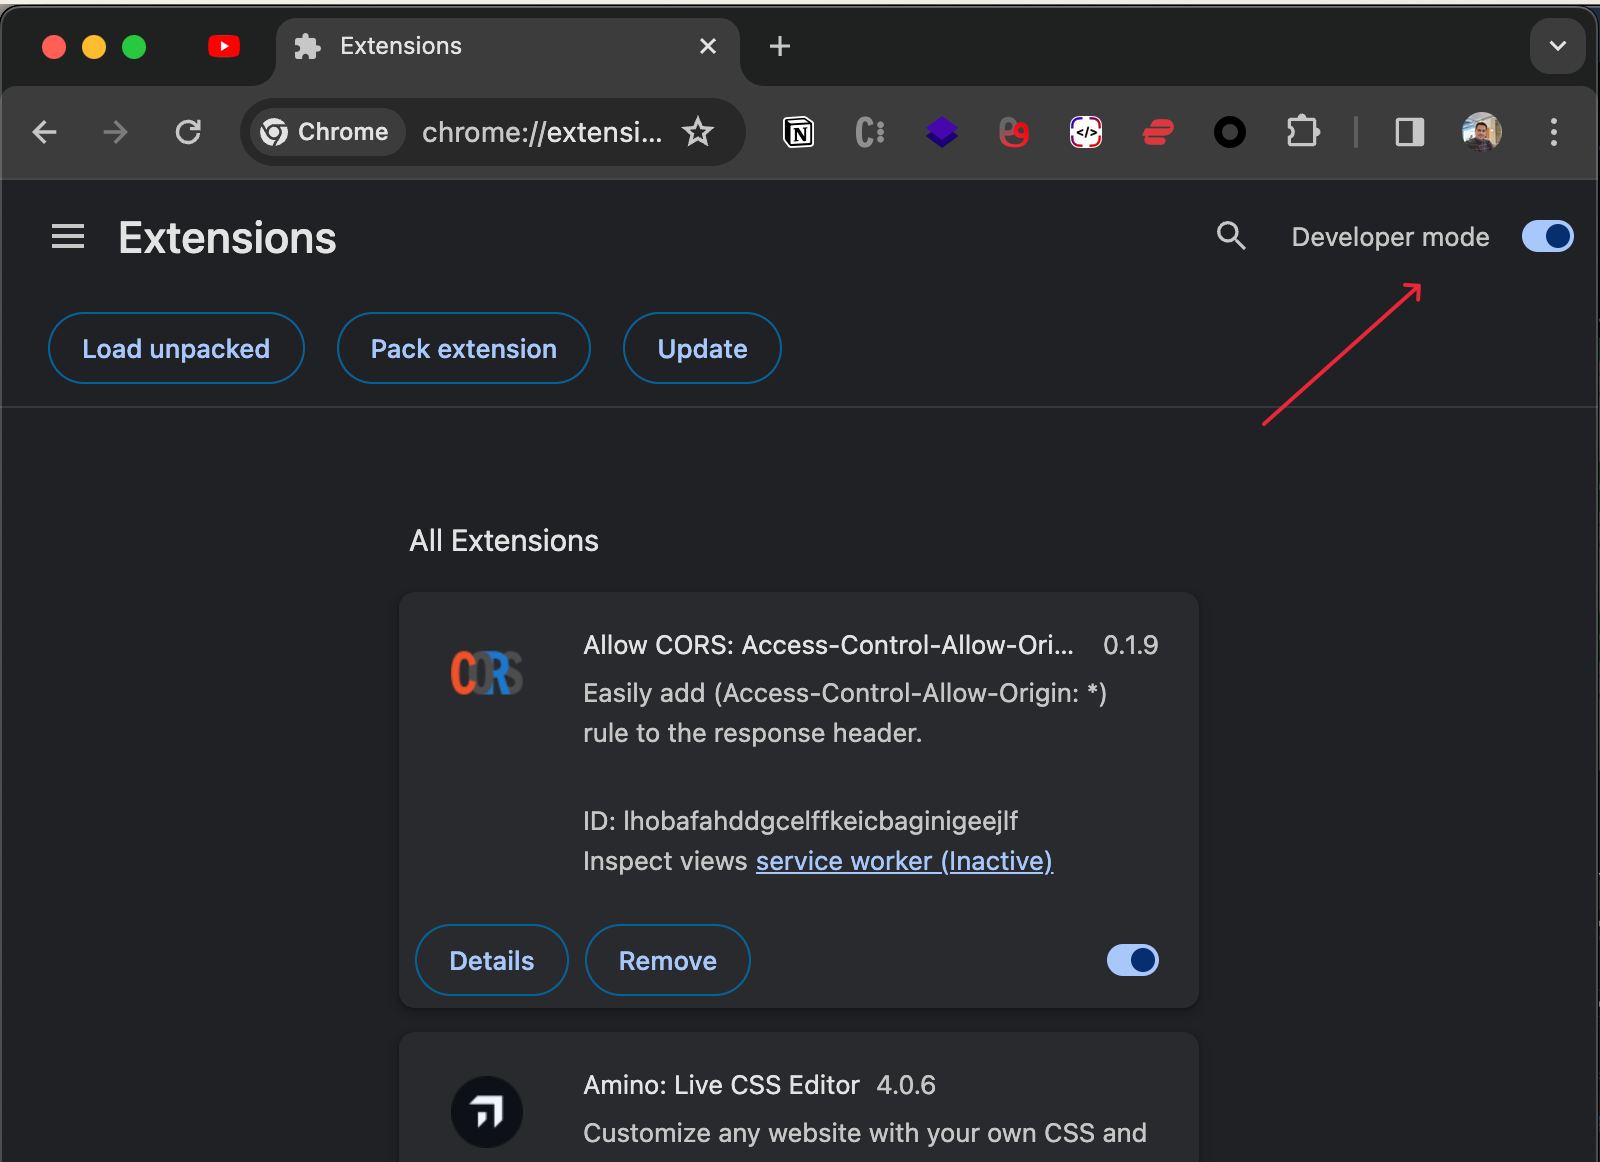 Extensions
Chrome
chrome://extensi...
Extensions
Developer mode
Load unpacked
Pack extension
Update
All Extensions
CORS
Allow CORS: Access-Control-Allow-Ori... 0.1.9
Easily add (Access-Control-Allow-Origin: *)
rule to the response header.
ID: lhobafahddgcelffkeicbaginigeejlf
Inspect views service worker (Inactive)
Details
Remove
Amino: Live CSS Editor 4.0.6
Customize any website with your own CSS and